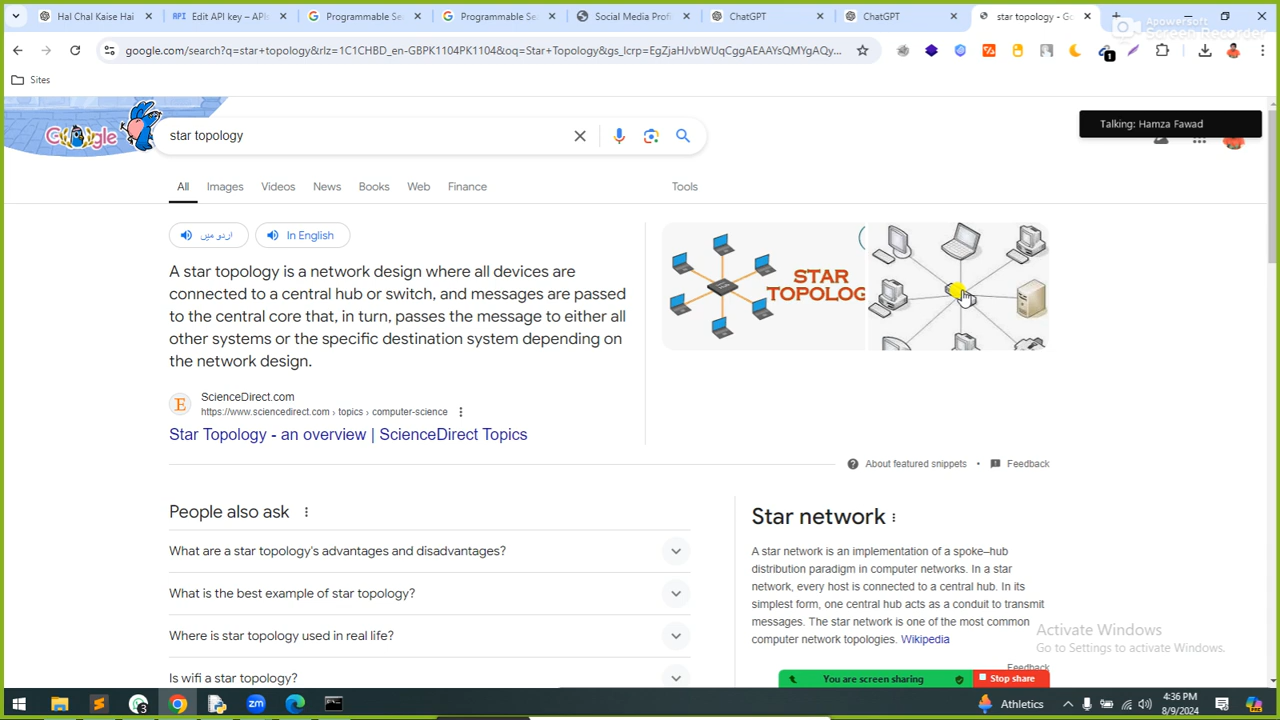 Hal Chal Kaise Hai
Edit API key – APIs
Programmable Se
Programmable Se
Social Media Profi
ChatGPT
ChatGPT
star topology - Go
Apowersoft
Screen Recorder
google.com/search?q=star+topology&rlz=1C1CHBD_en-GBPK1104PK1104&oq=Star+Topology&gs_lcrp=EgZjaHJvbWUqCggAEAAYsQMYgAQy...
1
Sites
Google
star topology
Talking: Hamza Fawad
All
Images
Videos
News
Books
Web
Finance
Tools
اردو میں
In English
A star topology is a network design where all devices are
connected to a central hub or switch, and messages are passed
to the central core that, in turn, passes the message to either all
other systems or the specific destination system depending on
the network design.
STAR
TOPOLOG
E
ScienceDirect.com
https://www.sciencedirect.com › topics › computer-science
Star Topology - an overview | ScienceDirect Topics
About featured snippets
•
Feedback
People also ask
What are a star topology's advantages and disadvantages?
What is the best example of star topology?
Where is star topology used in real life?
Is wifi a star topology?
Star network
A star network is an implementation of a spoke–hub
distribution paradigm in computer networks. In a star
network, every host is connected to a central hub. In its
simplest form, one central hub acts as a conduit to transmit
messages. The star network is one of the most common
computer network topologies. Wikipedia
Feedback
Activate Windows
Go to Settings to activate Windows.
You are screen sharing
Stop share
3
zm
Athletics
4:36 PM
8/9/2024